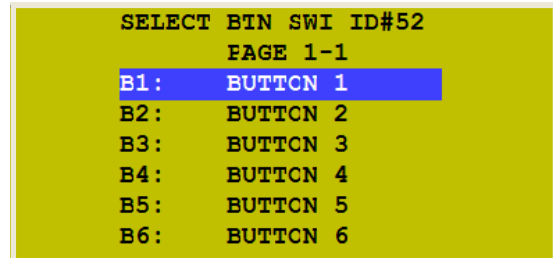 SELECT BTN SWI ID#52
PAGE 1-1
B1: BUTTON 1
B2: BUTTON 2
B3: BUTTON 3
B4: BUTTON 4
B5: BUTTON 5
B6: BUTTON 6